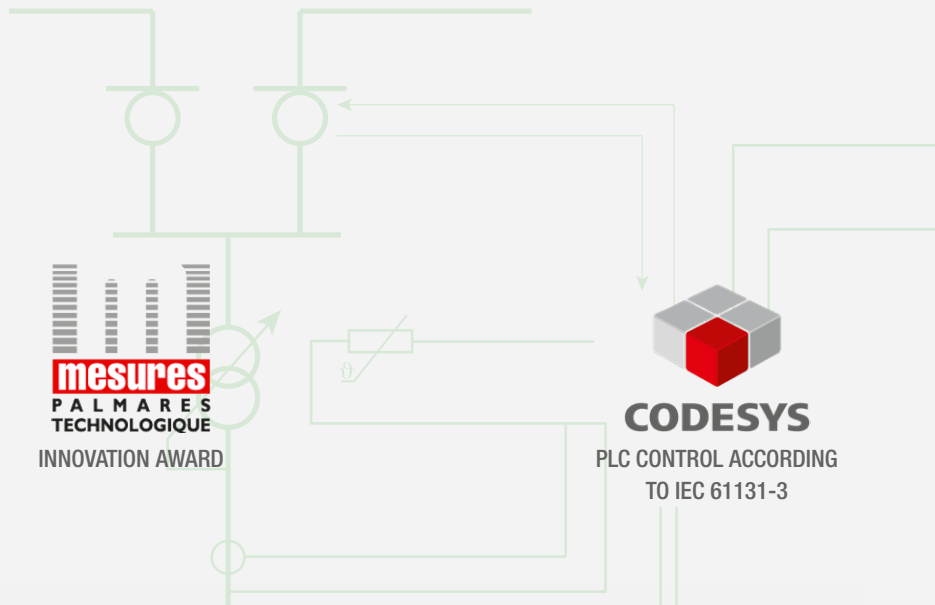 mesures
PALMARES
TECHNOLOGIQUE
INNOVATION AWARD
ϑ
CODESYS
PLC CONTROL ACCORDING
TO IEC 61131-3